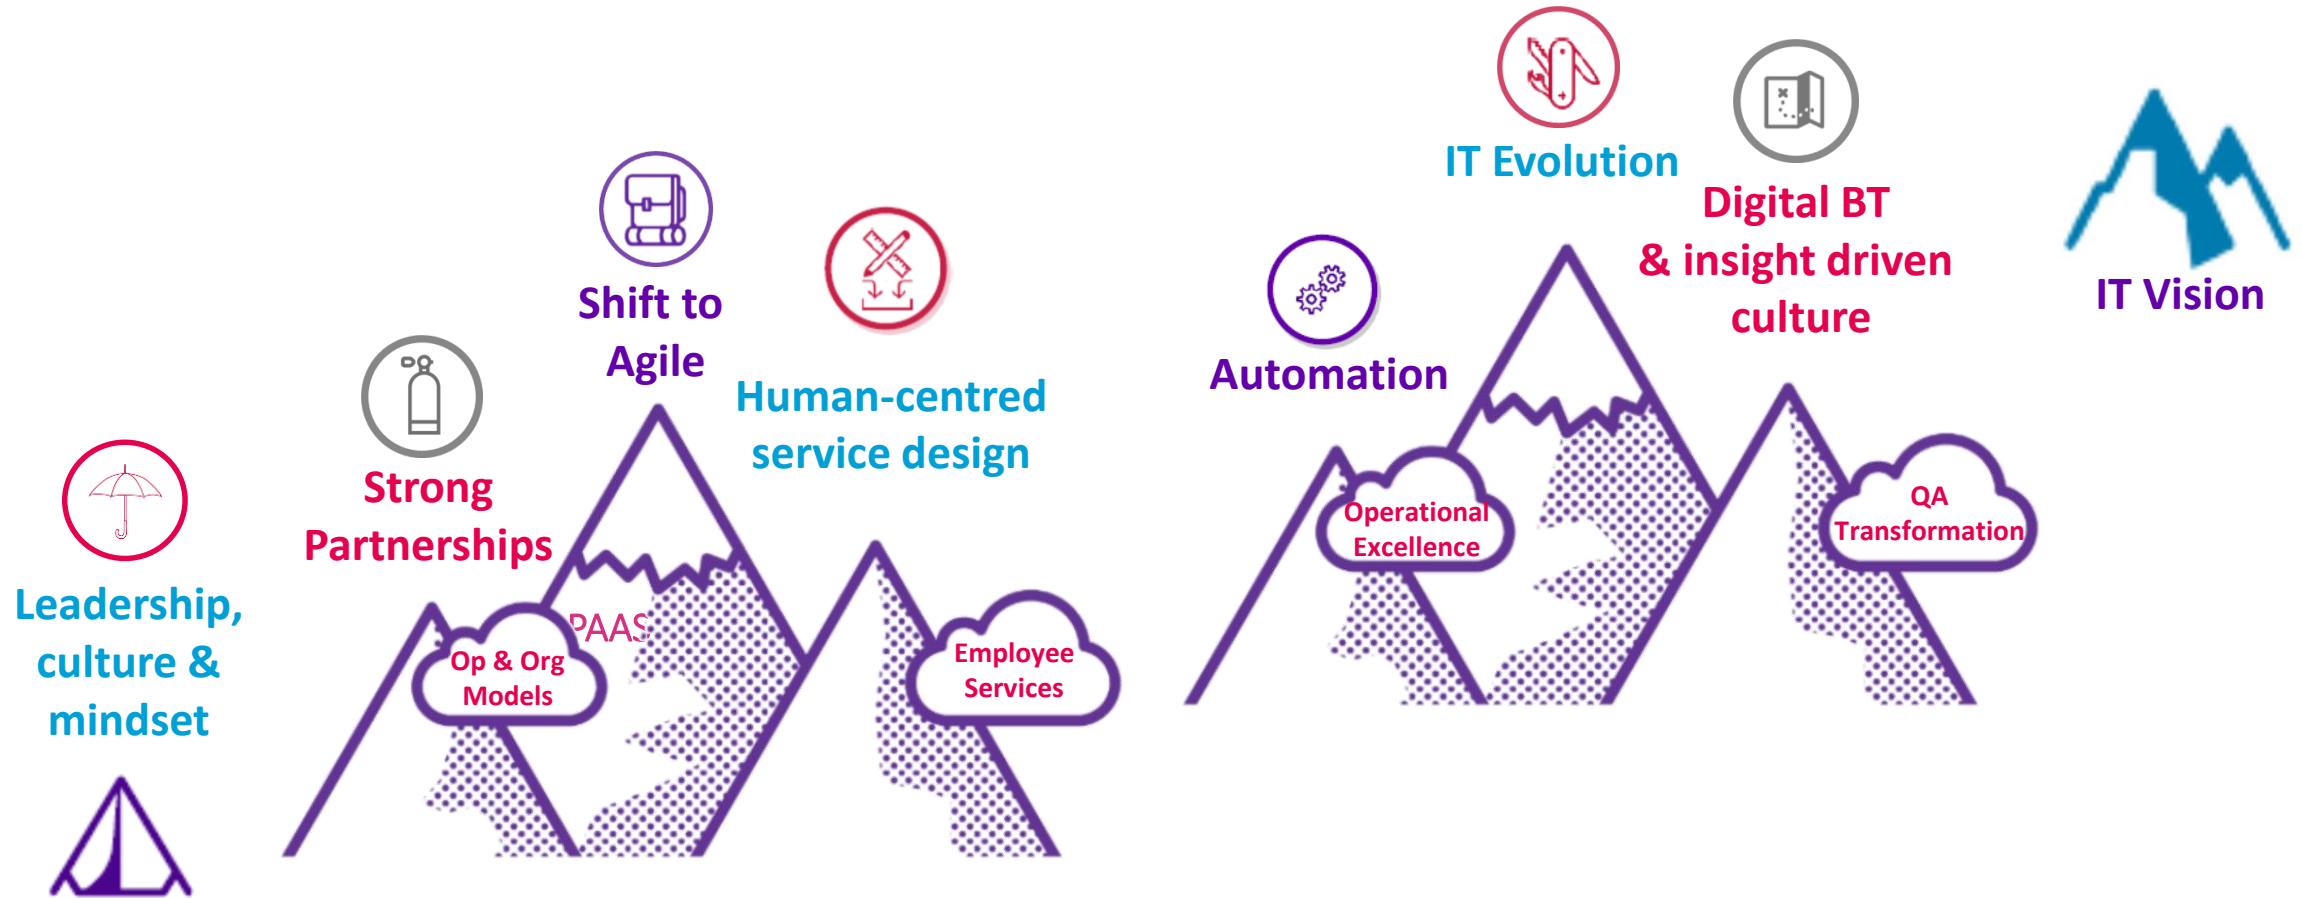 Leadership,
culture &
mindset
Strong
Partnerships
Shift to
Agile
Human-centred
service design
PAAS
Op & Org
Models
Employee
Services
Automation
IT Evolution
Digital BT
& insight driven
culture
Operational
Excellence
QA
Transformation
IT Vision